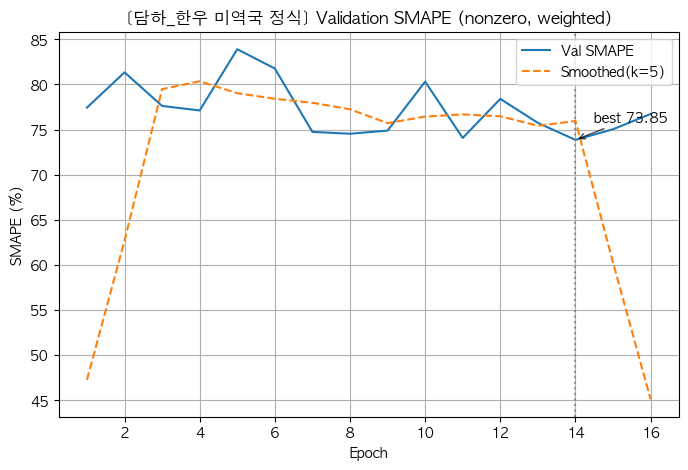 [담하_한우 미역국 정식] Validation SMAPE (nonzero, weighted)
Val SMAPE
Smoothed(k=5)
best 73.85
SMAPE (%)
85
80
75
70
65
60
55
50
45
2
4
6
8
10
12
14
16
Epoch